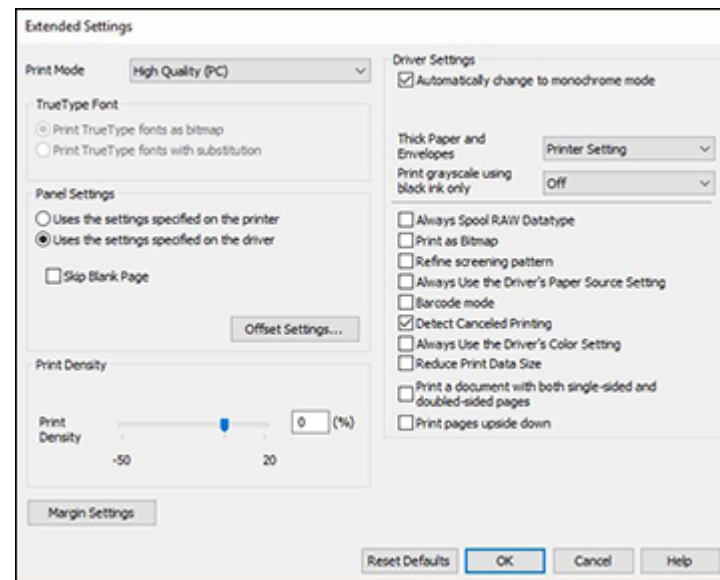 Extended Settings
Print Mode
High Quality (PC)
TrueType Font
Print TrueType fonts as bitmap
Print TrueType fonts with substitution
Panel Settings
Uses the settings specified on the printer
Uses the settings specified on the driver
Skip Blank Page
Offset Settings...
Print Density
Print
Density
0 (%)
-50 20
Margin Settings
Driver Settings
Automatically change to monochrome mode
Thick Paper and
Envelopes
Printer Setting
Print grayscale using
black ink only
Off
Always Spool RAW Datatype
Print as Bitmap
Refine screening pattern
Always Use the Driver's Paper Source Setting
Barcode mode
Detect Canceled Printing
Always Use the Driver's Color Setting
Reduce Print Data Size
Print a document with both single-sided and
doubled-sided pages
Print pages upside down
Reset Defaults OK Cancel Help